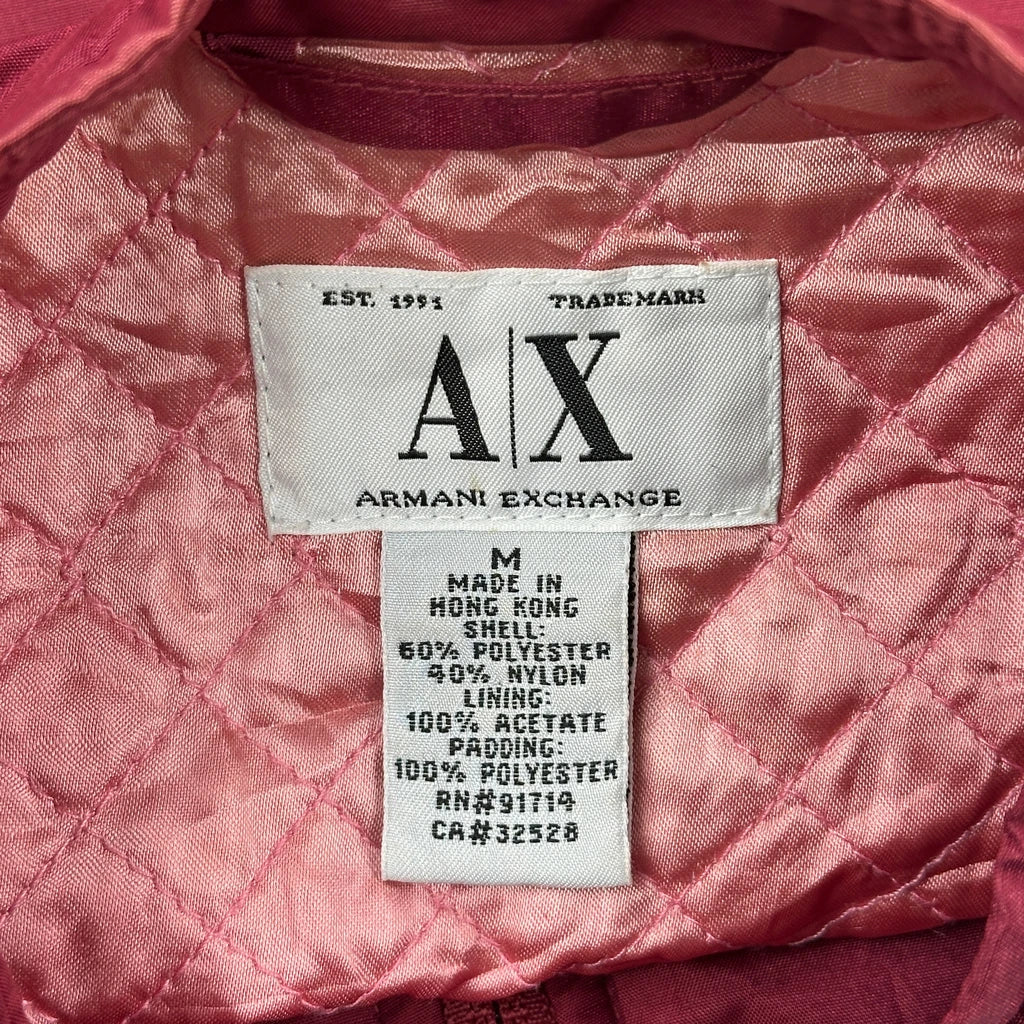 EST. 1991 TRADEMARK
A|X
ARMANI EXCHANGE
M
MADE IN
HONG KONG
SHELL:
60% POLYESTER
40% NYLON
LINING:
100% ACETATE
PADDING:
100% POLYESTER
RN#91714
CA#32528